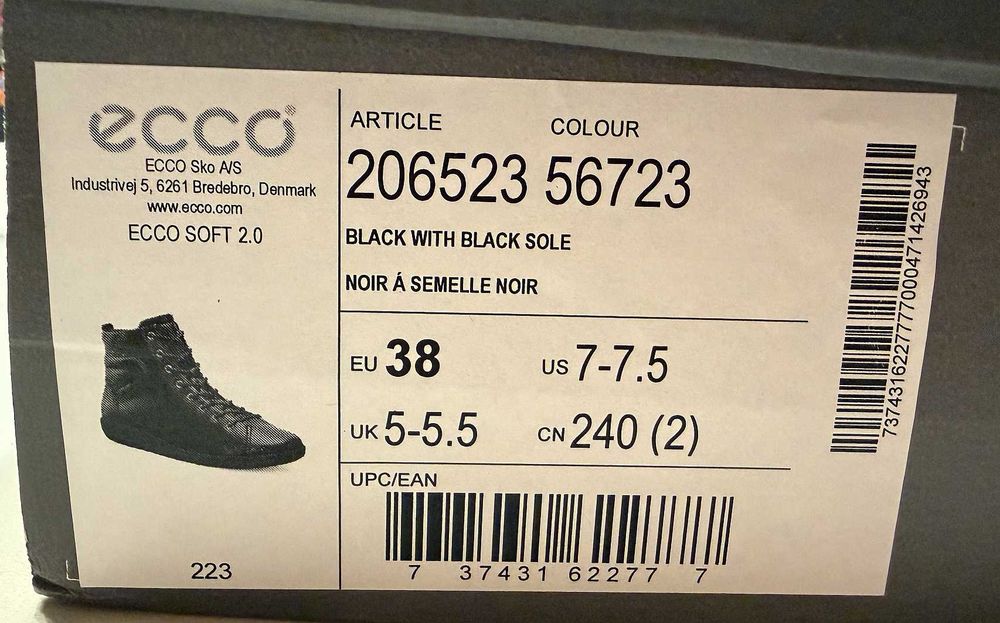 ecco
ECCO Sko A/S
Industrivej 5, 6261 Bredebro, Denmark
www.ecco.com
ECCO SOFT 2.0
223
ARTICLE COLOUR
206523 56723
BLACK WITH BLACK SOLE
NOIR Á SEMELLE NOIR
EU 38 US 7-7.5
UK 5-5.5 CN 240 (2)
UPC/EAN
7 37431 62277 7
73743162277777000471426943